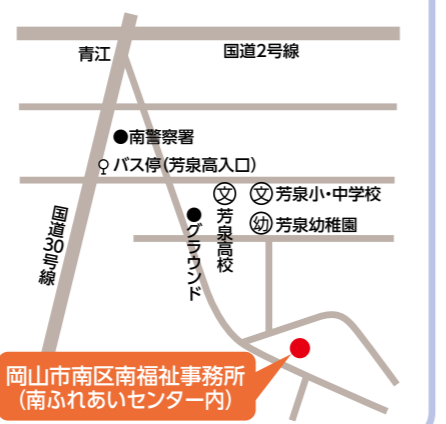 青江
国道2号線
●南警察署
バス停(芳泉高入口)
国道30号線
●グラウンド
文
芳泉高校
文 芳泉小・中学校
幼 芳泉幼稚園
岡山市南区南福祉事務所
(南ふれあいセンター内)